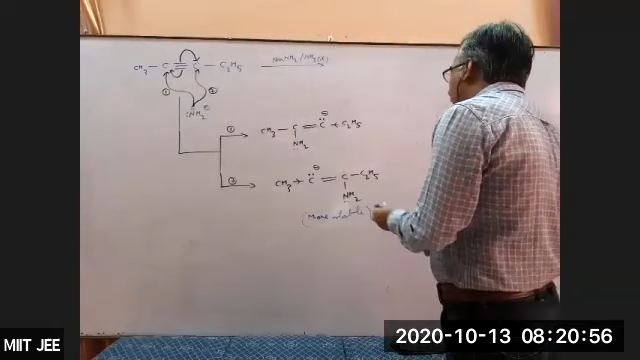 CH3 — C ≡ C — C2H5 NaNH2 / NH3(l)
① ②
:NH2 ⊖
① CH3 — C = C ⊖ C2H5
NH2
② CH3 C ⊖ = C — C2H5
NH2
(More stable)
MIIT JEE
2020-10-13 08:20:56